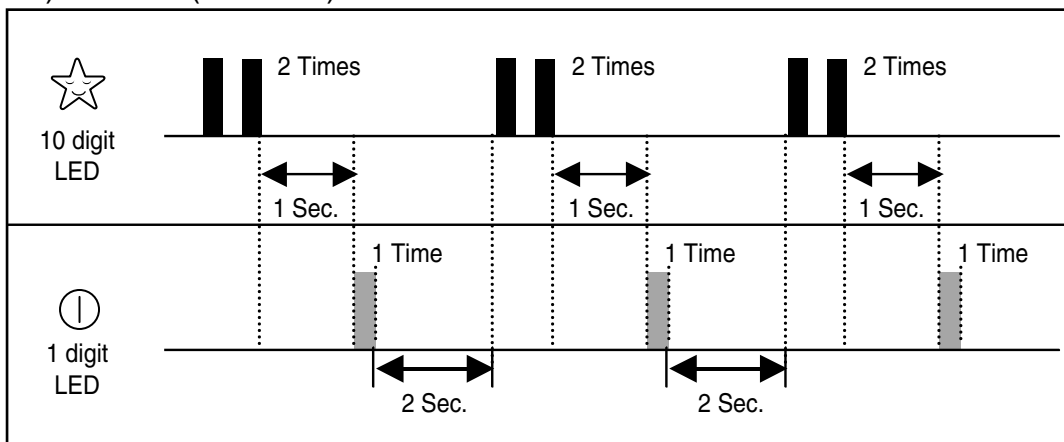 2 Times 2 Times 2 Times
10 digit
LED
1 Sec. 1 Sec. 1 Sec.
1 Time 1 Time 1 Time
1 digit
LED
2 Sec. 2 Sec.